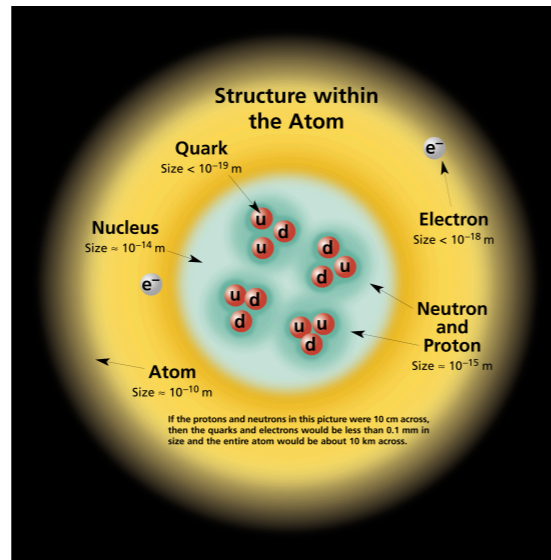 Structure within
the Atom
Quark
Size < 10⁻¹⁹ m
e⁻
Nucleus
Size ≈ 10⁻¹⁴ m
Electron
Size < 10⁻¹⁸ m
u
d
u
d
u
d
e⁻
u
d
d
u
u
d
Neutron
and
Proton
Size ≈ 10⁻¹⁵ m
Atom
Size ≈ 10⁻¹⁰ m
If the protons and neutrons in this picture were 10 cm across,
then the quarks and electrons would be less than 0.1 mm in
size and the entire atom would be about 10 km across.